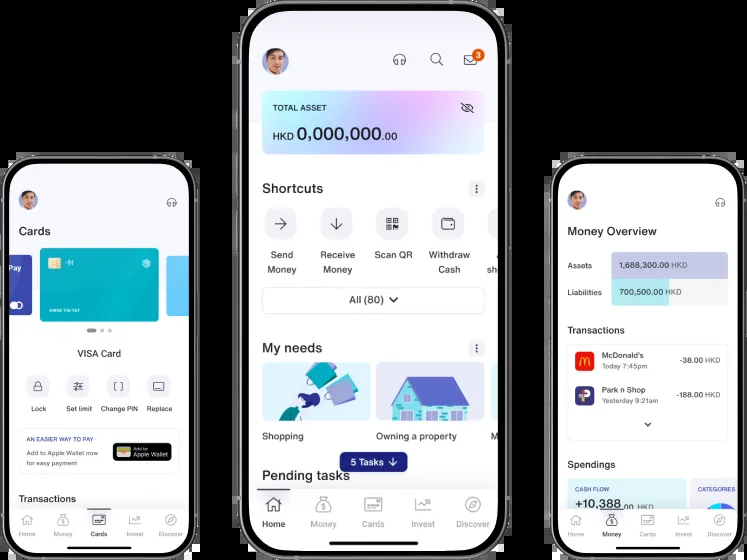 Cards
Pay
KWOK TIN YAT
VISA Card
Lock
Set limit
Change PIN
Replace
AN EASIER WAY TO PAY
Add to Apple Wallet now
for easy payment
Add to
Apple Wallet
Transactions
Home
Money
Cards
Invest
Discover
3
TOTAL ASSET
HKD 0,000,000.00
Shortcuts
Send
Money
Receive
Money
Scan QR
Withdraw
Cash
All (80)
My needs
Shopping
Owning a property
M
5 Tasks
Pending tasks
Home
Money
Cards
Invest
Discover
Money Overview
Assets
1,688,300.00 HKD
Liabilities
700,500.00 HKD
Transactions
McDonald's
Today 7:45pm
-38.00 HKD
Park n Shop
Yesterday 9:21am
-188.00 HKD
Spendings
CASH FLOW
+10,388.00 HKD
CATEGORIES
Home
Money
Cards
Invest
Discover